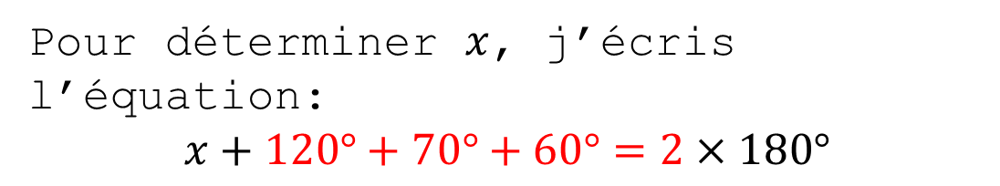 Pour déterminer x, j’écris
l’équation:
x + 120° + 70° + 60° = 2 × 180°